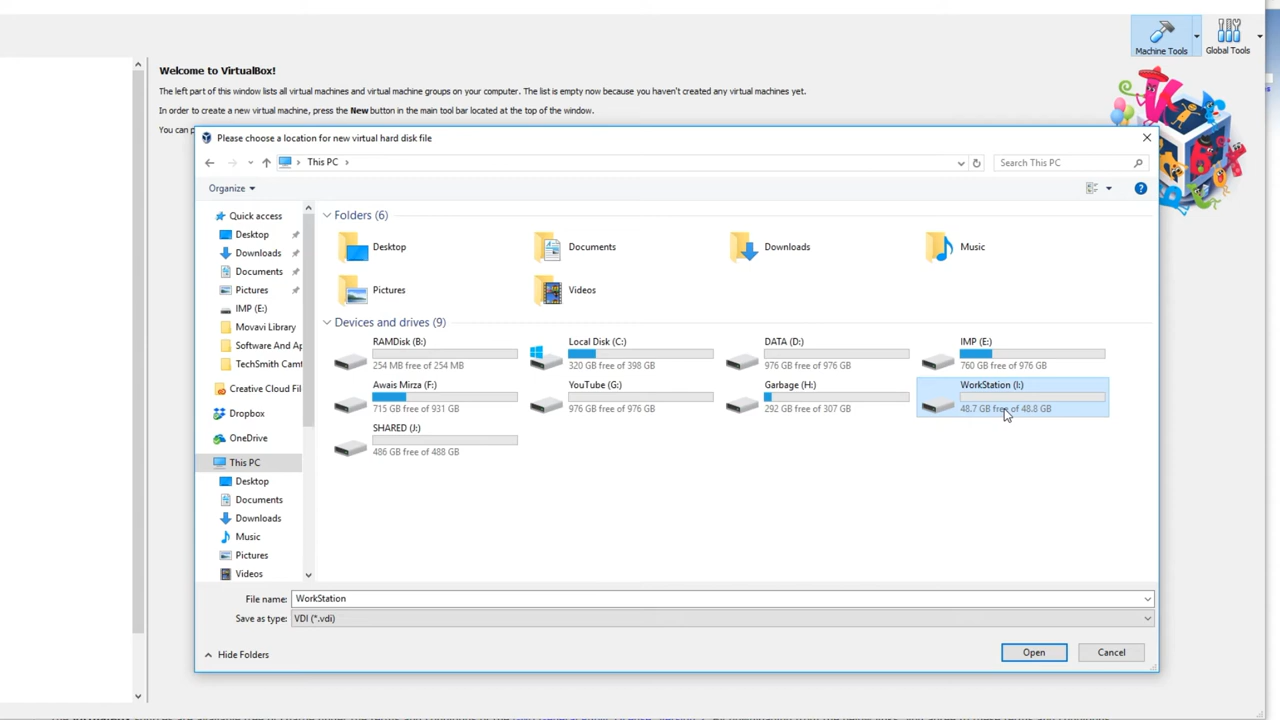 Machine Tools
Global Tools
Welcome to VirtualBox!
The left part of this window lists all virtual machines and virtual machine groups on your computer. The list is empty now because you haven't created any virtual machines yet.
In order to create a new virtual machine, press the New button in the main tool bar located at the top of the window.
You can p
Please choose a location for new virtual hard disk file
This PC
Search This PC
Organize
Quick access
Desktop
Downloads
Documents
Pictures
IMP (E:)
Movavi Library
Software And Ap
TechSmith Camt
Creative Cloud Fil
Dropbox
OneDrive
This PC
Desktop
Documents
Downloads
Music
Pictures
Videos
Folders (6)
Desktop
Documents
Downloads
Music
Pictures
Videos
Devices and drives (9)
RAMDisk (B:)
254 MB free of 254 MB
Local Disk (C:)
320 GB free of 398 GB
DATA (D:)
976 GB free of 976 GB
IMP (E:)
760 GB free of 976 GB
Awais Mirza (F:)
715 GB free of 931 GB
YouTube (G:)
976 GB free of 976 GB
Garbage (H:)
292 GB free of 307 GB
WorkStation (I:)
48.7 GB free of 48.8 GB
SHARED (J:)
486 GB free of 488 GB
File name: WorkStation
Save as type: VDI (*.vdi)
Hide Folders
Open
Cancel